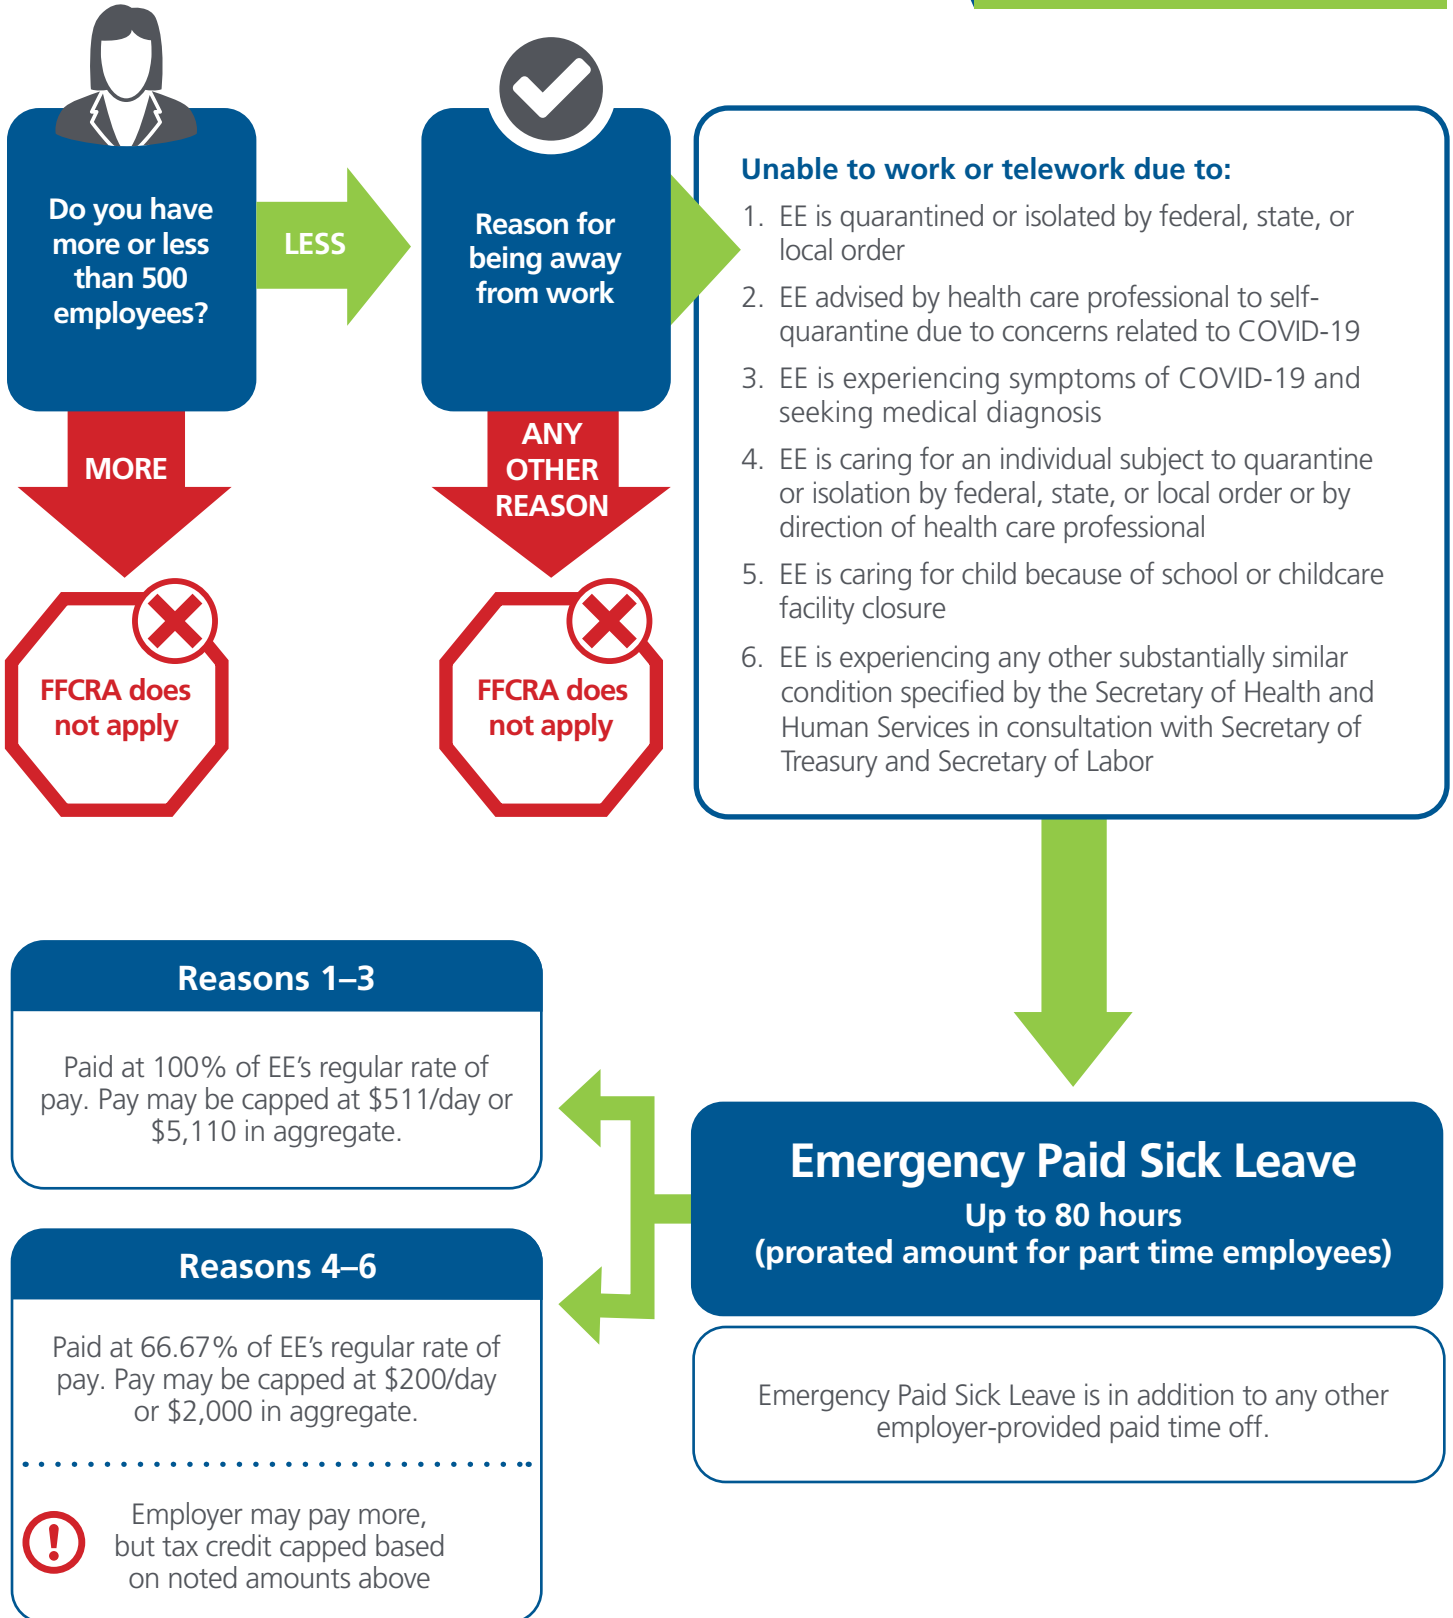 Do you have
more or less
than 500
employees?
LESS
MORE
FFCRA does
not apply
Reason for
being away
from work
ANY
OTHER
REASON
FFCRA does
not apply
Unable to work or telework due to:
1. EE is quarantined or isolated by federal, state, or
local order
2. EE advised by health care professional to self-
quarantine due to concerns related to COVID-19
3. EE is experiencing symptoms of COVID-19 and
seeking medical diagnosis
4. EE is caring for an individual subject to quarantine
or isolation by federal, state, or local order or by
direction of health care professional
5. EE is caring for child because of school or childcare
facility closure
6. EE is experiencing any other substantially similar
condition specified by the Secretary of Health and
Human Services in consultation with Secretary of
Treasury and Secretary of Labor
Emergency Paid Sick Leave
Up to 80 hours
(prorated amount for part time employees)
Emergency Paid Sick Leave is in addition to any other
employer-provided paid time off.
Reasons 1–3
Paid at 100% of EE’s regular rate of
pay. Pay may be capped at $511/day or
$5,110 in aggregate.
Reasons 4–6
Paid at 66.67% of EE’s regular rate of
pay. Pay may be capped at $200/day
or $2,000 in aggregate.
Employer may pay more,
but tax credit capped based
on noted amounts above